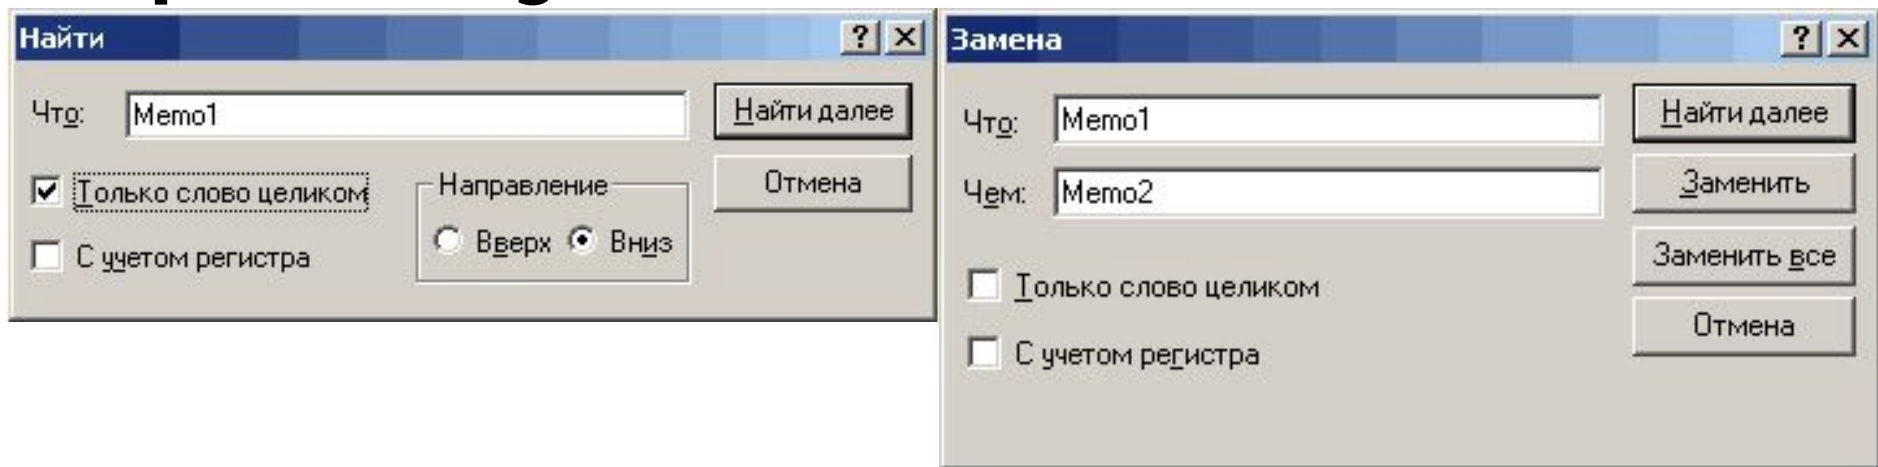 Найти
Что: Memo1
Найти далее
Только слово целиком
Направление
Отмена
С учетом регистра
Вверх Вниз
Замена
Что: Memo1
Найти далее
Чем: Memo2
Заменить
Заменить все
Только слово целиком
Отмена
С учетом регистра